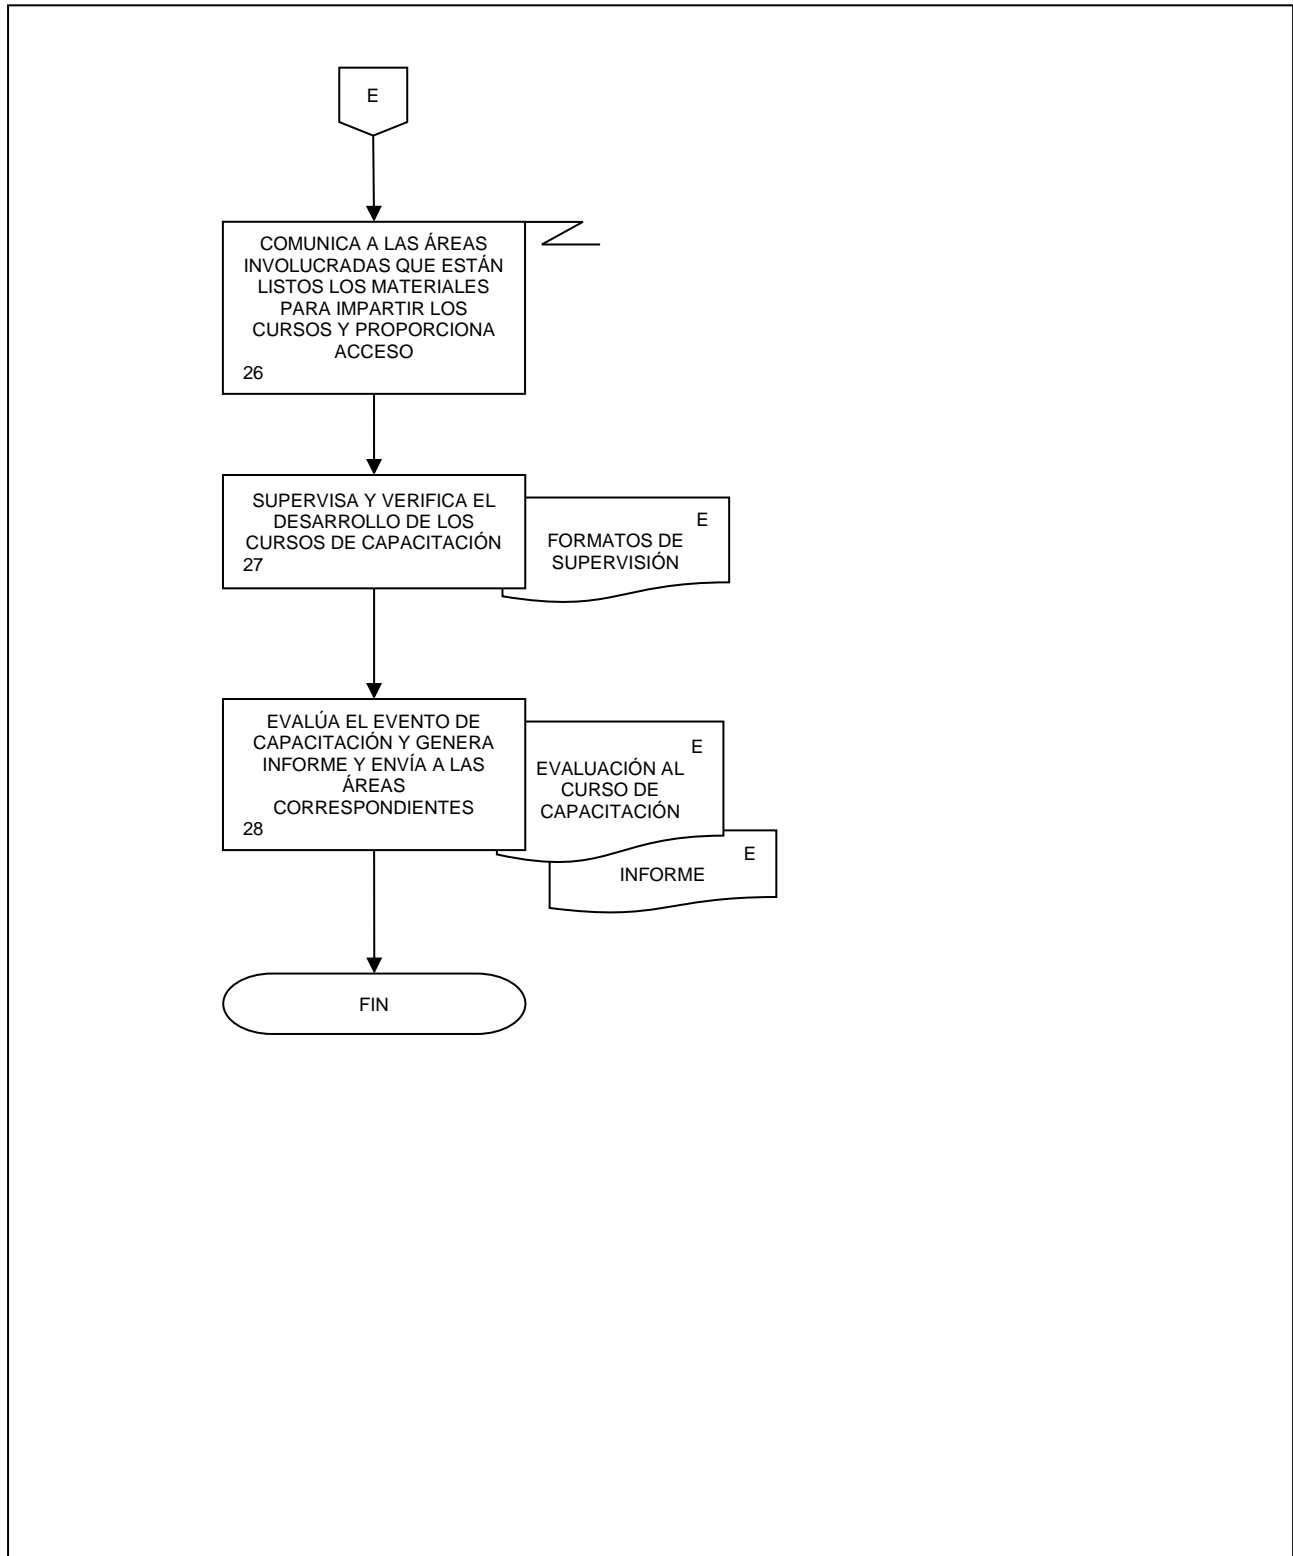 E
COMUNICA A LAS ÁREAS
INVOLUCRADAS QUE ESTÁN
LISTOS LOS MATERIALES
PARA IMPARTIR LOS
CURSOS Y PROPORCIONA
ACCESO
26
SUPERVISA Y VERIFICA EL
DESARROLLO DE LOS
CURSOS DE CAPACITACIÓN
27
E
FORMATOS DE
SUPERVISIÓN
EVALÚA EL EVENTO DE
CAPACITACIÓN Y GENERA
INFORME Y ENVÍA A LAS
ÁREAS
CORRESPONDIENTES
28
E
EVALUACIÓN AL
CURSO DE
CAPACITACIÓN
E
INFORME
FIN